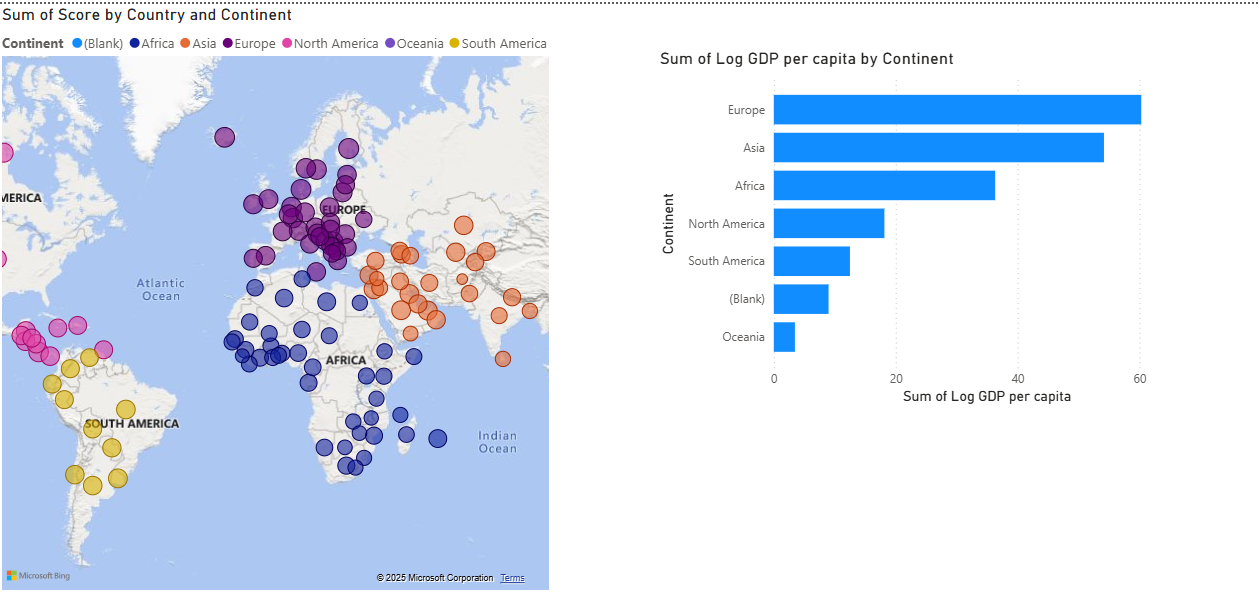 Sum of Score by Country and Continent
Continent (Blank) Africa Asia Europe North America Oceania South America
MERICA
EUROPE
Atlantic
Ocean
AFRICA
SOUTH AMERICA
Indian
Ocean
Microsoft Bing
© 2025 Microsoft Corporation Terms
Sum of Log GDP per capita by Continent
Continent
Europe
Asia
Africa
North America
South America
(Blank)
Oceania
0 20 40 60
Sum of Log GDP per capita